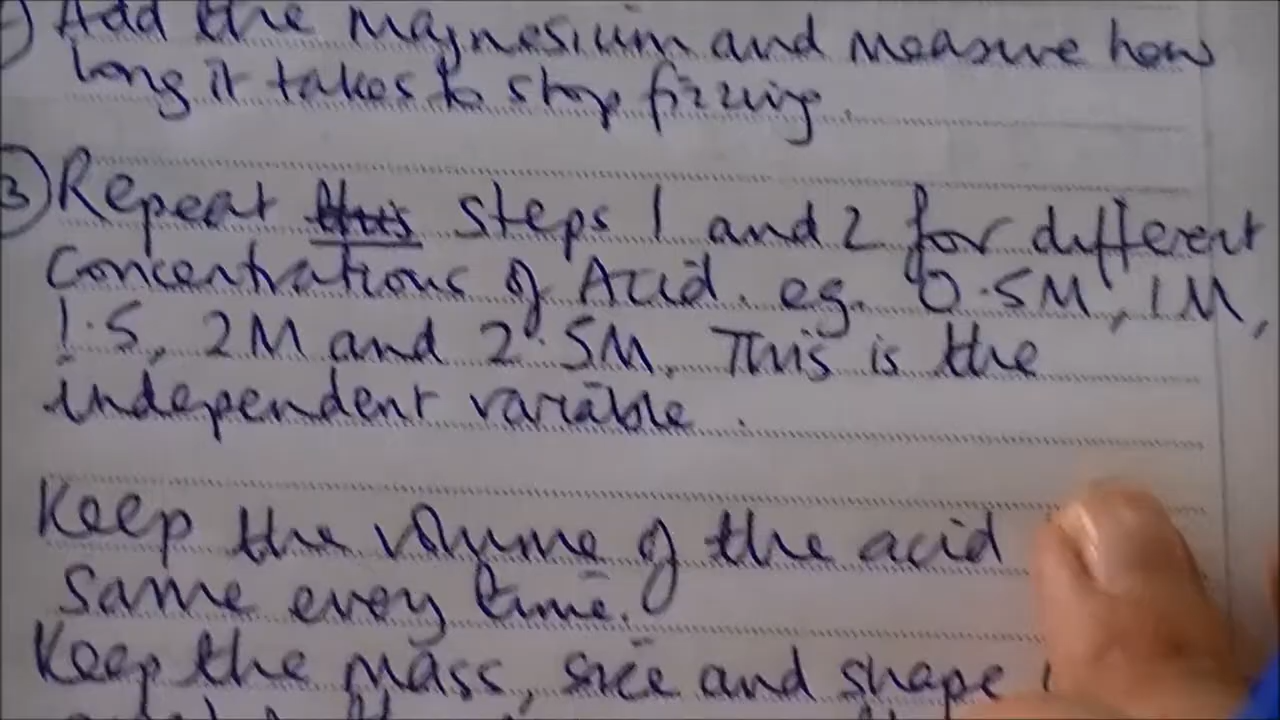 Add the magnesium and measure how
long it takes to stop fizzing.
3 Repeat this steps 1 and 2 for different
concentrations of Acid. eg. 0.5M, 1M,
1.5, 2M and 2.5M. This is the
independent variable.
Keep the volume of the acid
same every time.
Keep the mass, size and shape